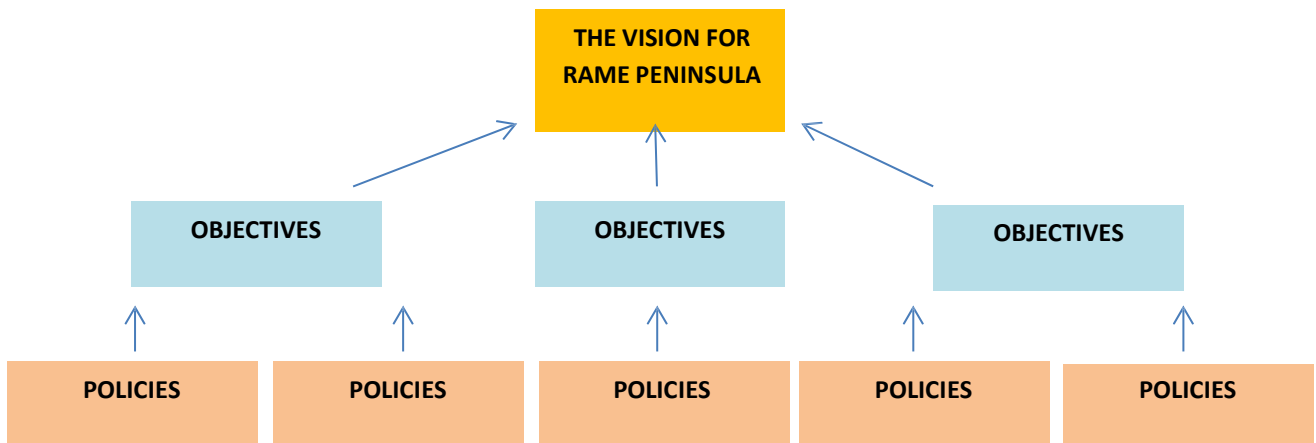 THE VISION FOR
RAME PENINSULA
OBJECTIVES
OBJECTIVES
OBJECTIVES
POLICIES
POLICIES
POLICIES
POLICIES
POLICIES